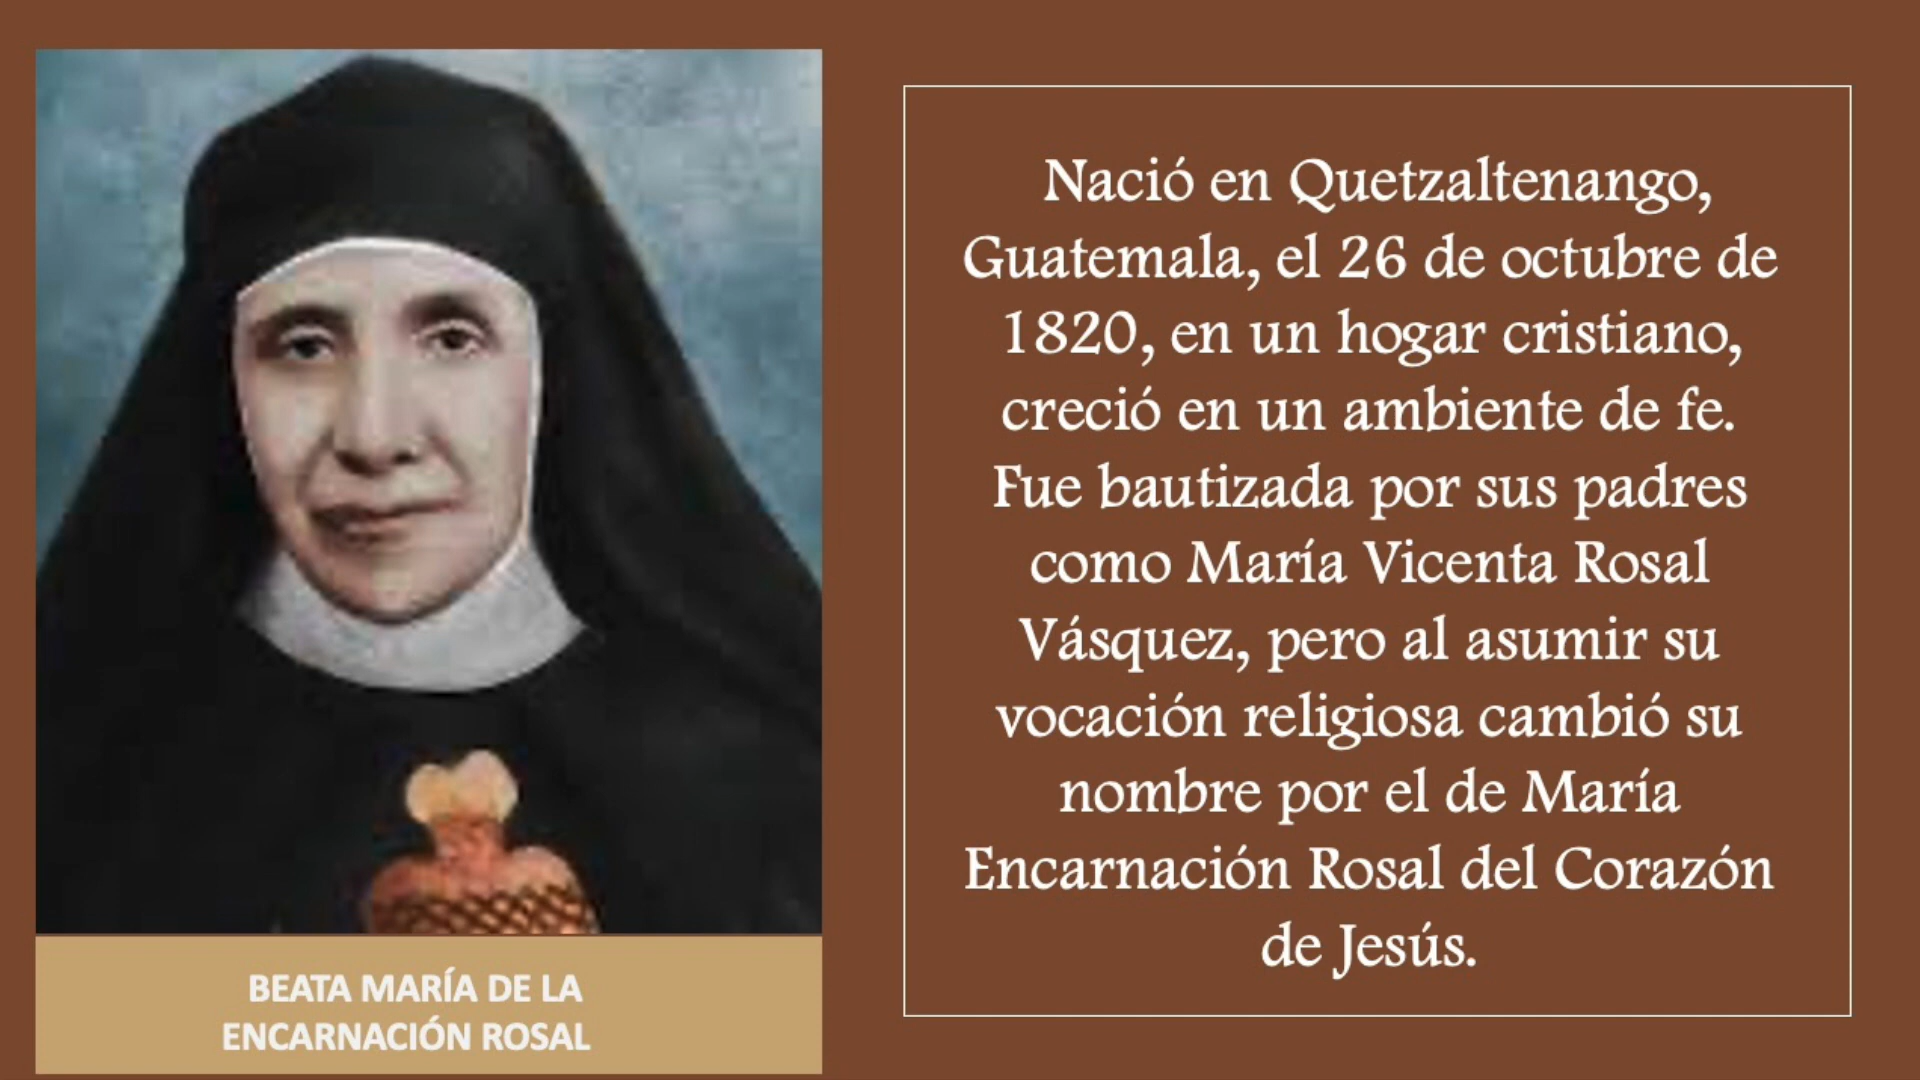 BEATA MARÍA DE LA
ENCARNACIÓN ROSAL
Nació en Quetzaltenango,
Guatemala, el 26 de octubre de
1820, en un hogar cristiano,
creció en un ambiente de fe.
Fue bautizada por sus padres
como María Vicenta Rosal
Vásquez, pero al asumir su
vocación religiosa cambió su
nombre por el de María
Encarnación Rosal del Corazón
de Jesús.